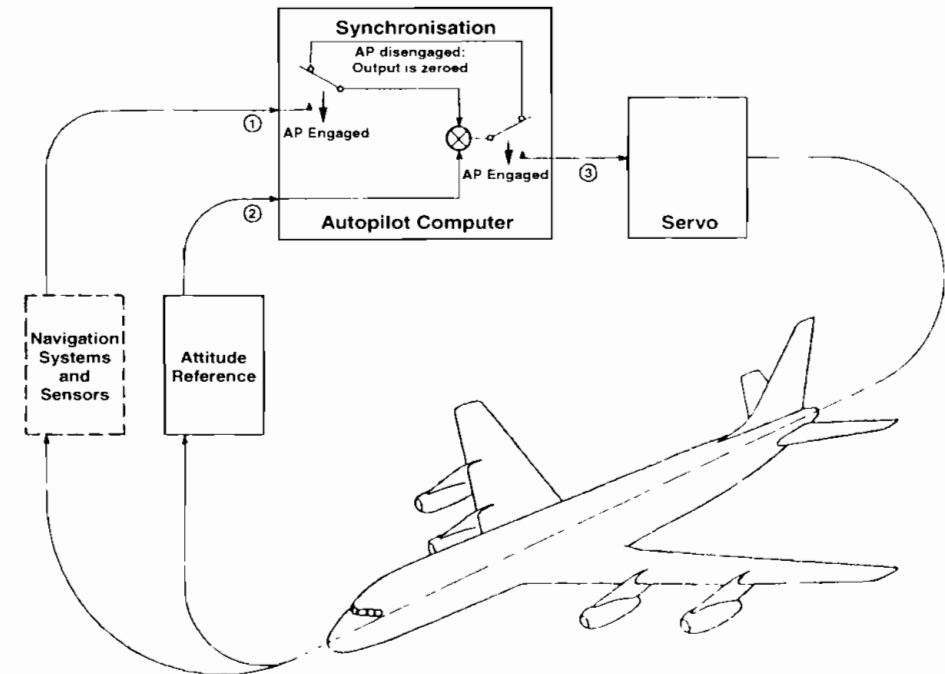 Synchronisation
AP disengaged:
Output is zeroed
①
AP Engaged
AP Engaged
③
②
Autopilot Computer
Servo
Navigation
Systems
and
Sensors
Attitude
Reference